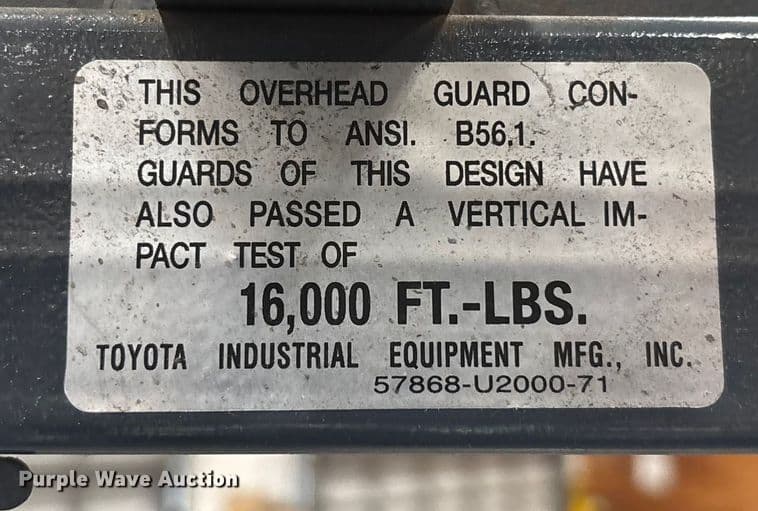 THIS OVERHEAD GUARD CON-
FORMS TO ANSI. B56.1.
GUARDS OF THIS DESIGN HAVE
ALSO PASSED A VERTICAL IM-
PACT TEST OF
16,000 FT.-LBS.
TOYOTA INDUSTRIAL EQUIPMENT MFG., INC.
57868-U2000-71
Purple Wave Auction